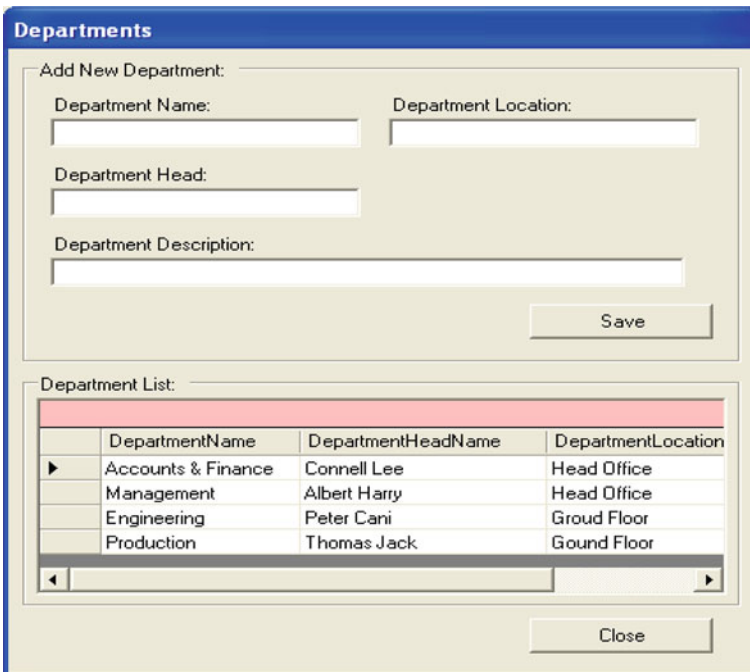 Departments
Add New Department:
Department Name: Department Location:
Department Head:
Department Description:
Save
Department List:
DepartmentName DepartmentHeadName DepartmentLocation
Accounts & Finance Connell Lee Head Office
Management Albert Harry Head Office
Engineering Peter Cani Groud Floor
Production Thomas Jack Gound Floor
Close